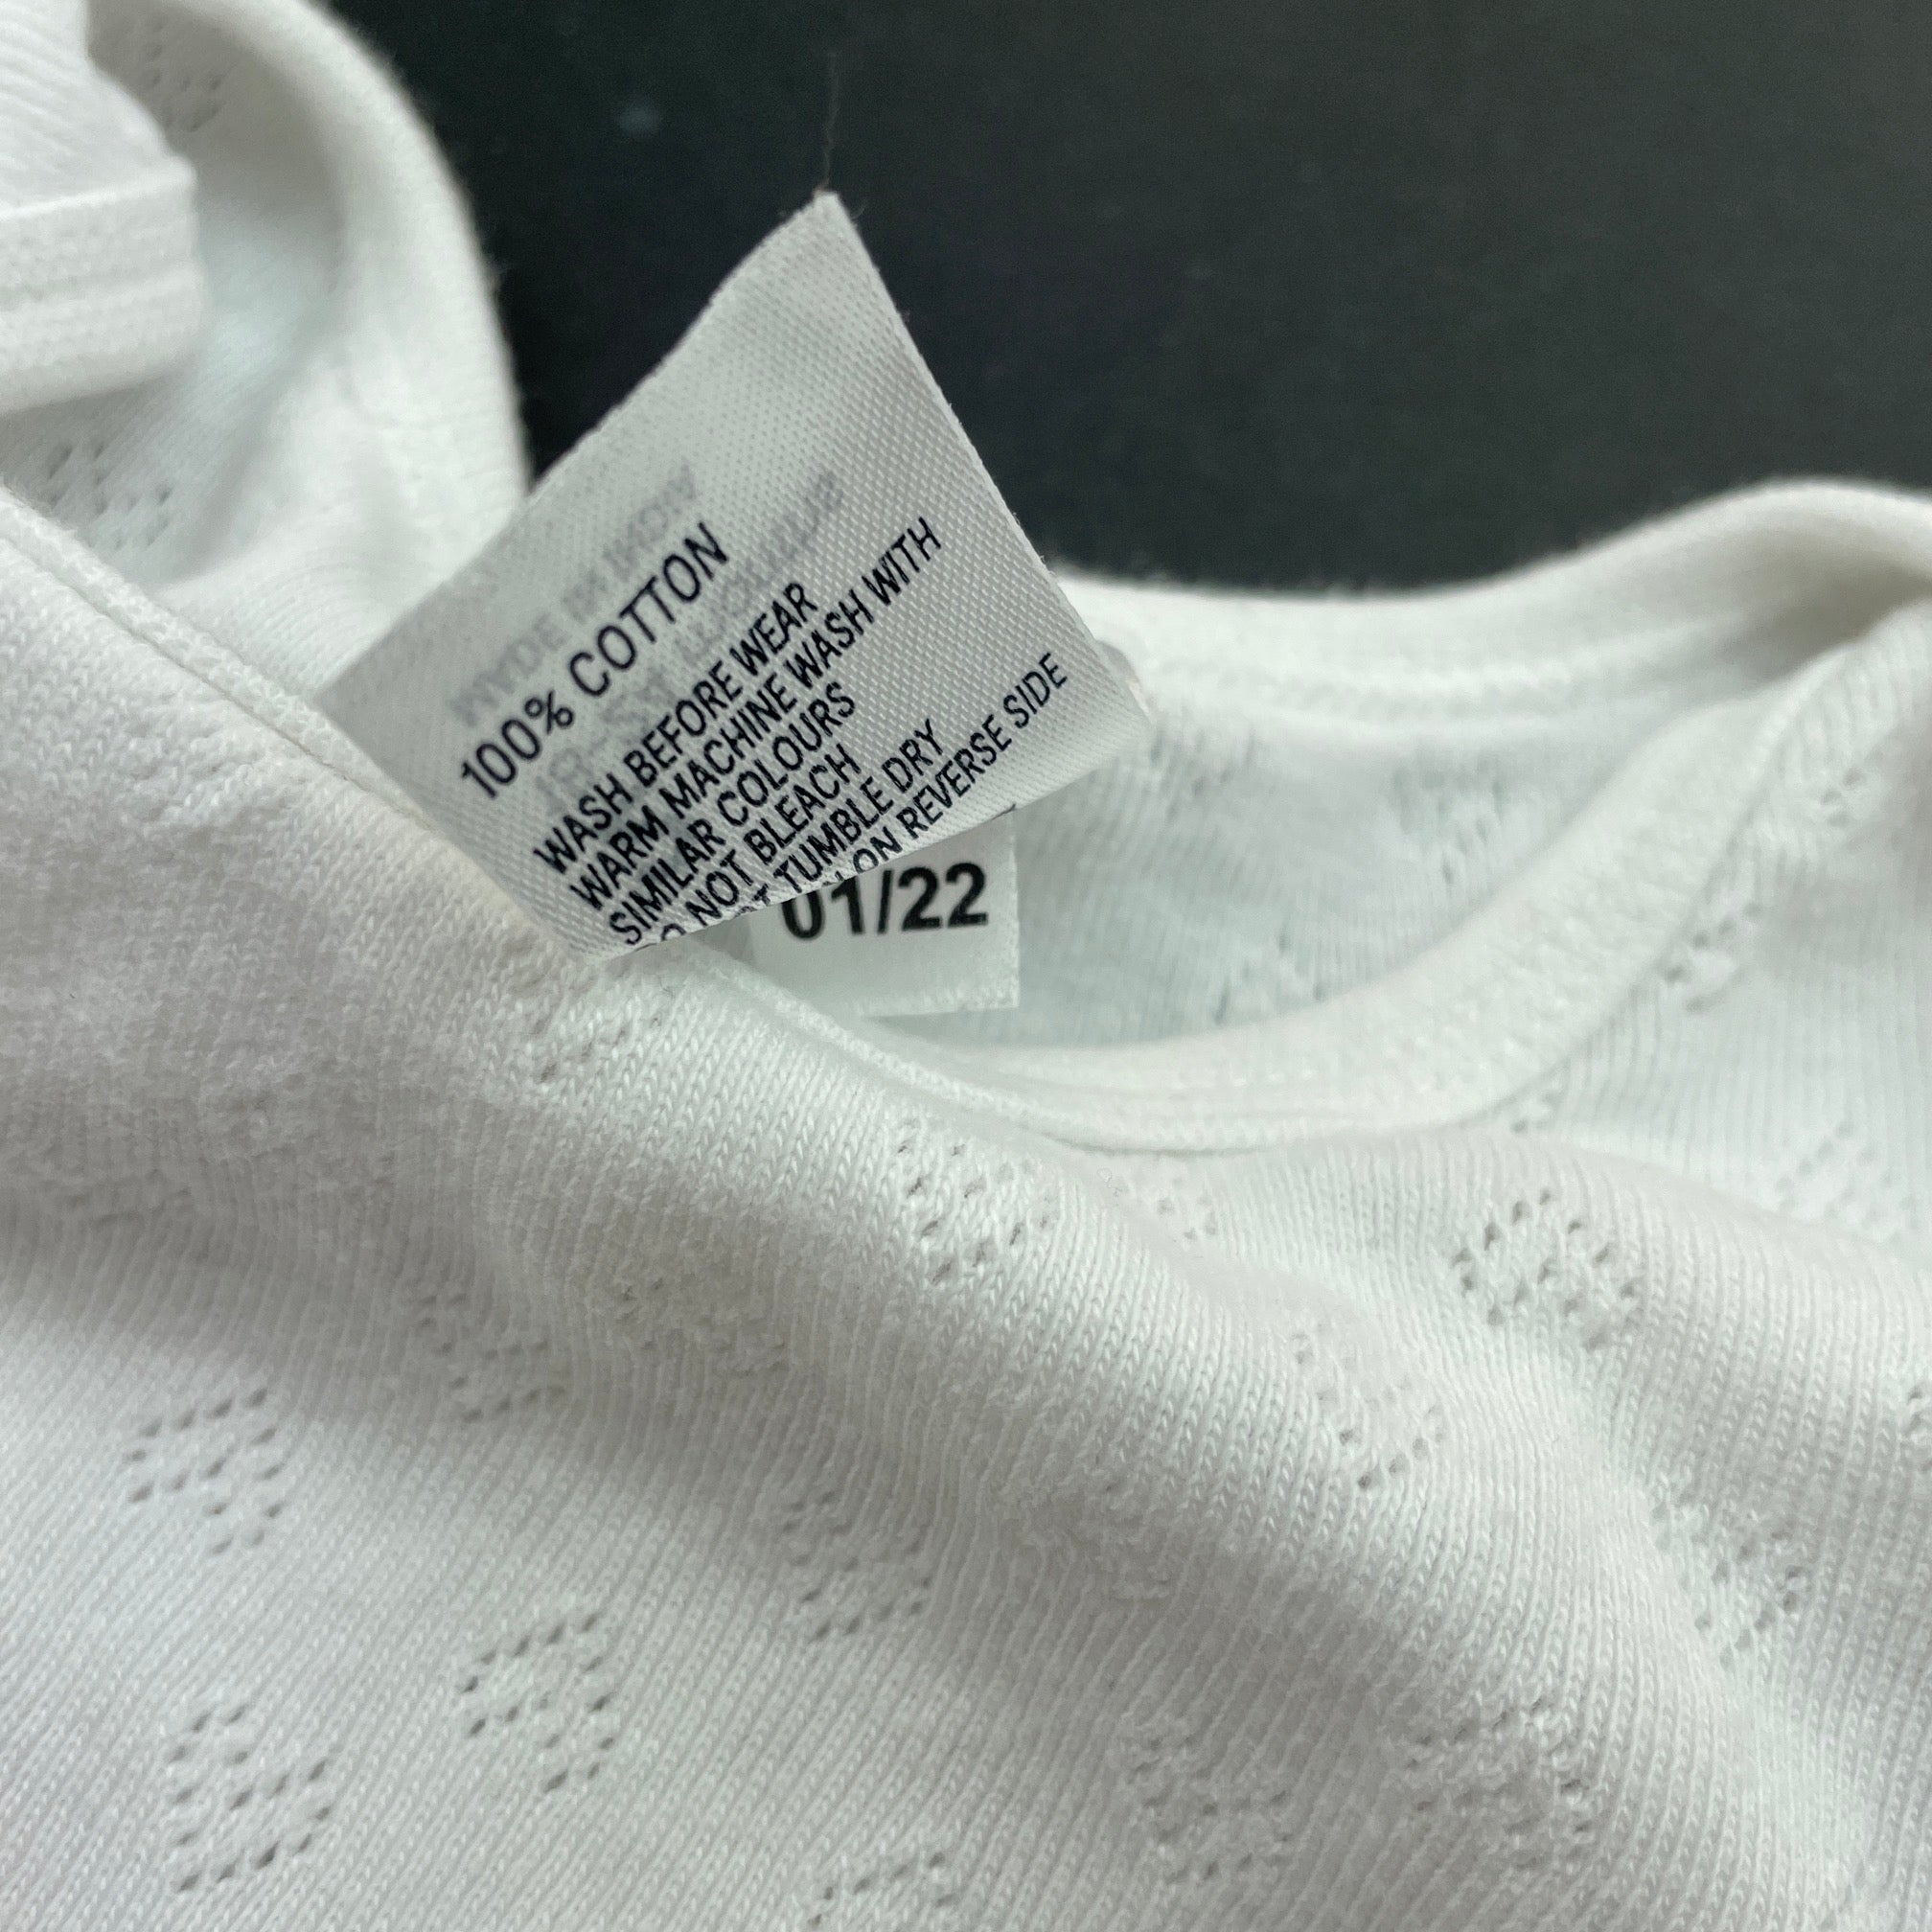 100% COTTON
WASH BEFORE WEAR
WARM MACHINE WASH WITH
SIMILAR COLOURS
NOT BLEACH
TUMBLE DRY
ON REVERSE SIDE
01/22